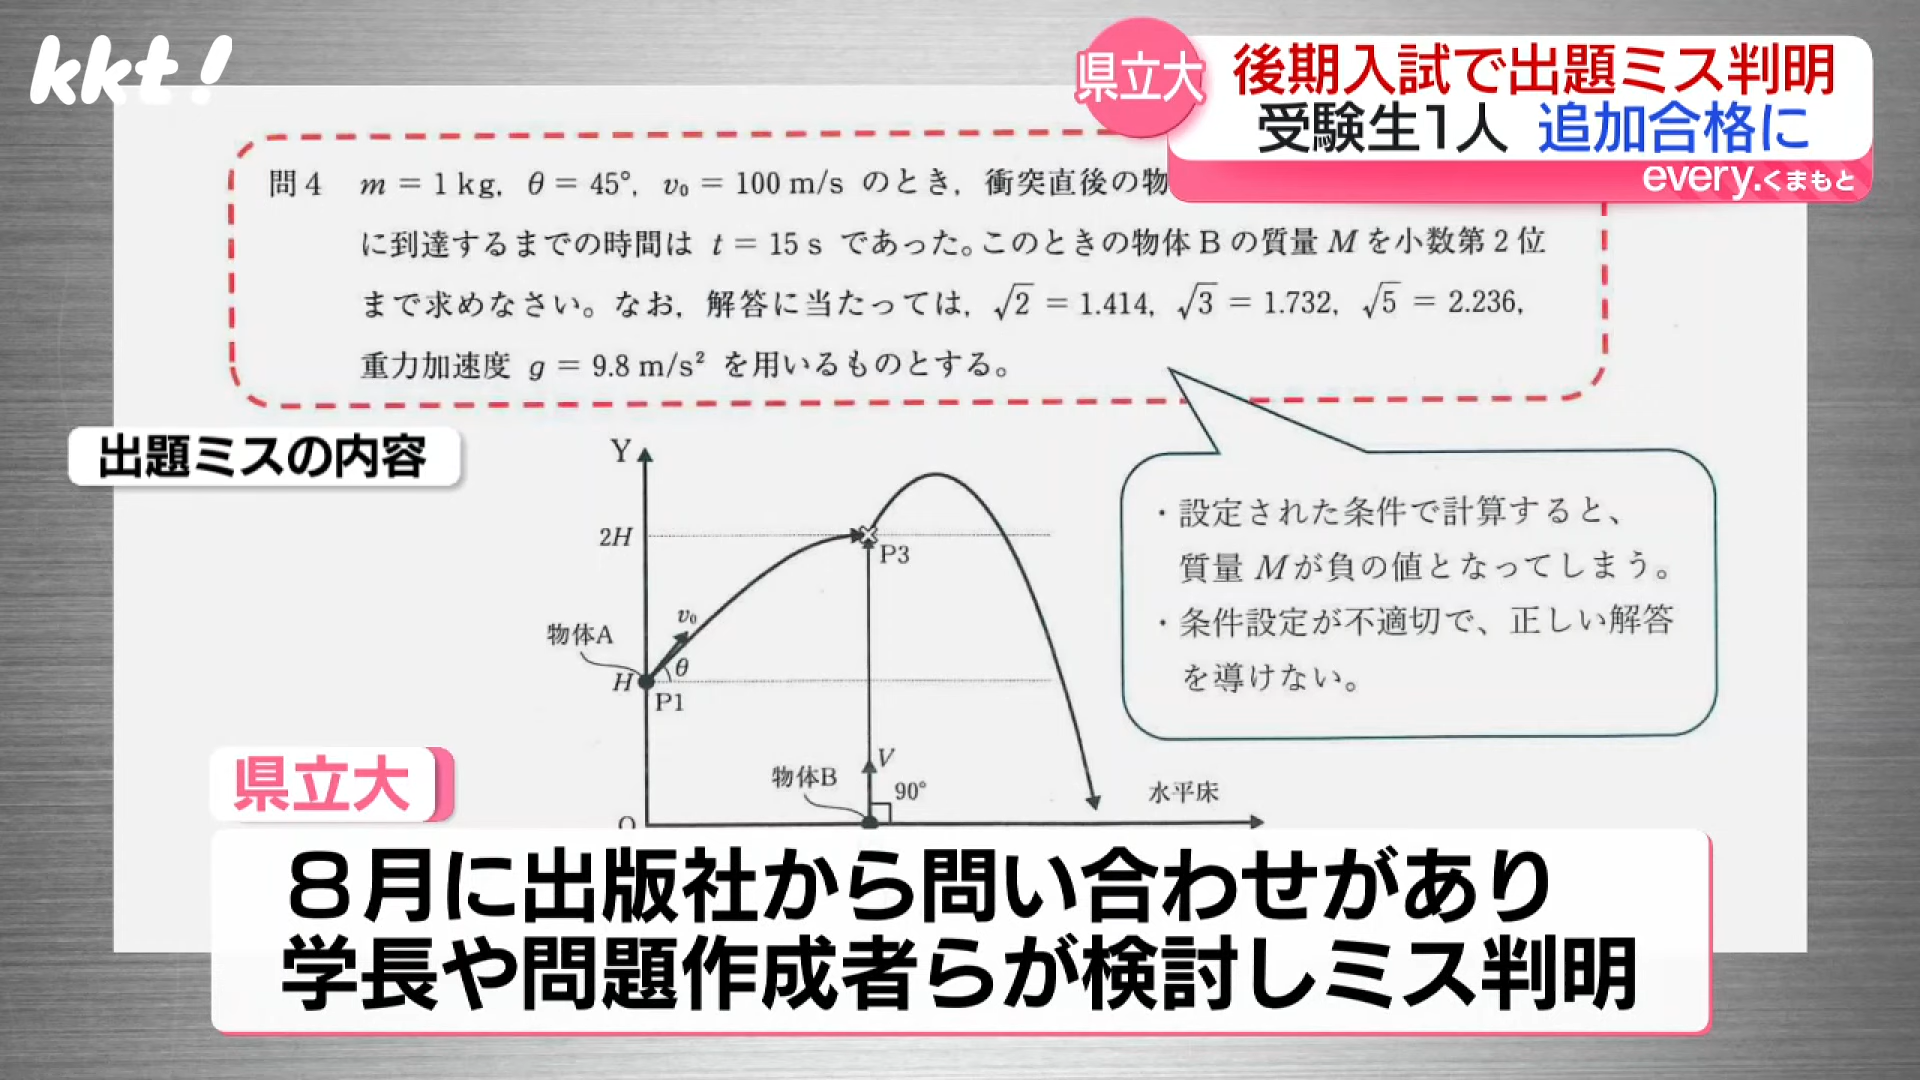 kkt!
県立大
後期入試で出題ミス判明
受験生1人 追加合格に
every.くまもと
問4 m = 1 kg, θ = 45°, v₀ = 100 m/s のとき, 衝突直後の物
に到達するまでの時間は t = 15 s であった。このときの物体Bの質量 M を小数第2位
まで求めなさい。なお, 解答に当たっては, √2 = 1.414, √3 = 1.732, √5 = 2.236,
重力加速度 g = 9.8 m/s² を用いるものとする。
出題ミスの内容
Y
2H
P3
v₀
物体A
θ
H
P1
V
物体B
90°
水平床
O
・設定された条件で計算すると、
質量 Mが負の値となってしまう。
・条件設定が不適切で、正しい解答
を導けない。
県立大
8月に出版社から問い合わせがあり
学長や問題作成者らが検討しミス判明